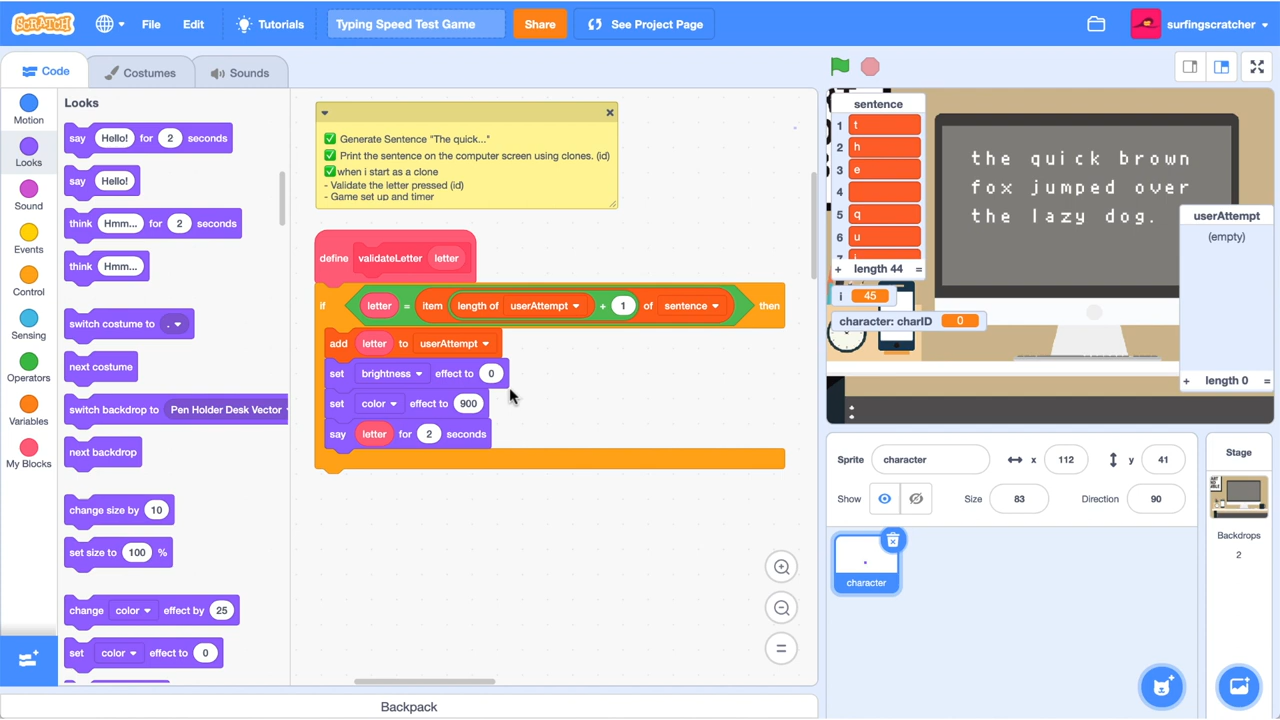 SCRATCH
File
Edit
Tutorials
Typing Speed Test Game
Share
See Project Page
surfingscratcher
Code
Costumes
Sounds
Motion
Looks
Sound
Events
Control
Sensing
Operators
Variables
My Blocks
Looks
say Hello! for 2 seconds
say Hello!
think Hmm... for 2 seconds
think Hmm...
switch costume to .
next costume
switch backdrop to Pen Holder Desk Vector
next backdrop
change size by 10
set size to 100 %
change color effect by 25
set color effect to 0
✅ Generate Sentence "The quick..."
✅ Print the sentence on the computer screen using clones. (id)
✅ when i start as a clone
- Validate the letter pressed (id)
- Game set up and timer
define validateLetter letter
if letter = item length of userAttempt + 1 of sentence then
add letter to userAttempt
set brightness effect to 0
set color effect to 900
say letter for 2 seconds
Backpack
sentence
1 t
2 h
3 e
4
5 q
6 u
7 i
+ length 44 =
i 45
character: charID 0
the quick brown
fox jumped over
the lazy dog.
userAttempt
(empty)
+ length 0 =
Sprite character x 112 y 41
Show Size 83 Direction 90
character
Stage
Backdrops
2